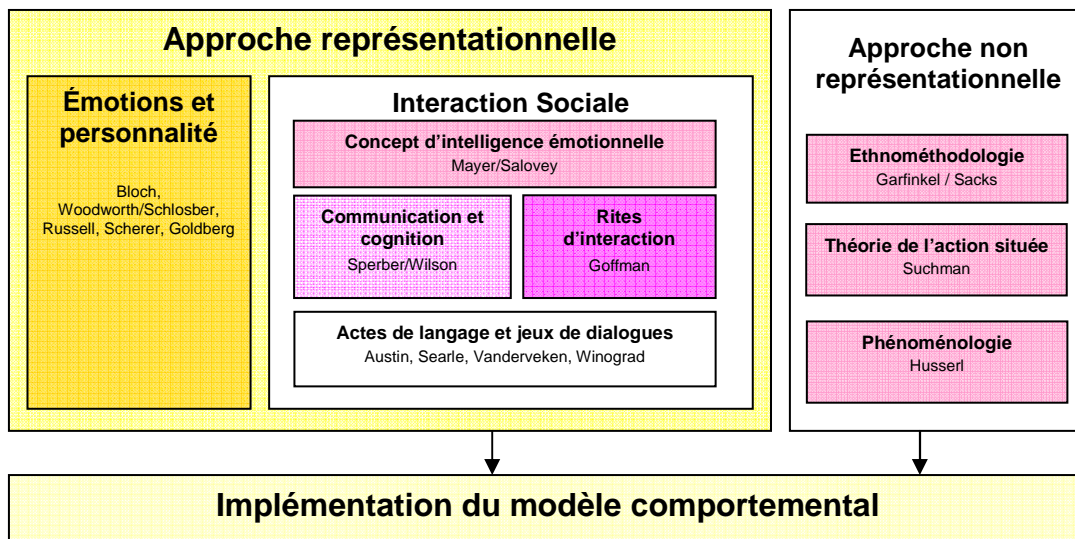 Approche représentationnelle
Émotions et
personnalité
Bloch,
Woodworth/Schlosber,
Russell, Scherer, Goldberg
Interaction Sociale
Concept d'intelligence émotionnelle
Mayer/Salovey
Communication et
cognition
Sperber/Wilson
Rites
d'interaction
Goffman
Actes de langage et jeux de dialogues
Austin, Searle, Vanderveken, Winograd
Approche non
représentationnelle
Ethnométhodologie
Garfinkel / Sacks
Théorie de l'action située
Suchman
Phénoménologie
Husserl
Implémentation du modèle comportemental